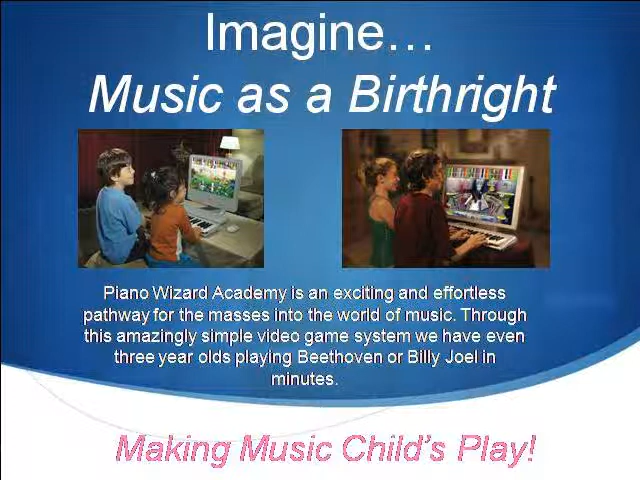 Imagine…
Music as a Birthright
Piano Wizard Academy is an exciting and effortless
pathway for the masses into the world of music. Through
this amazingly simple video game system we have even
three year olds playing Beethoven or Billy Joel in
minutes.
Making Music Child's Play!